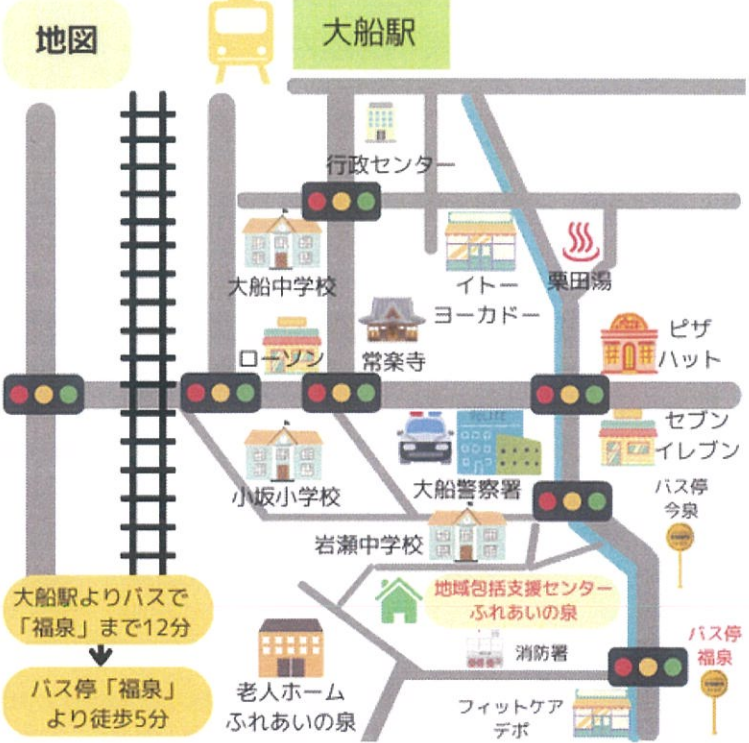 地図
大船駅
行政センター
大船中学校
イトー
ヨーカドー
栗田湯
ローソン
常楽寺
ピザ
ハット
セブン
イレブン
小坂小学校
POLICE
大船警察署
バス停
今泉
岩瀬中学校
地域包括支援センター
ふれあいの泉
大船駅よりバスで
「福泉」まで12分
バス停「福泉」
より徒歩5分
老人ホーム
ふれあいの泉
消防署
バス停
福泉
フィットケア
デポ